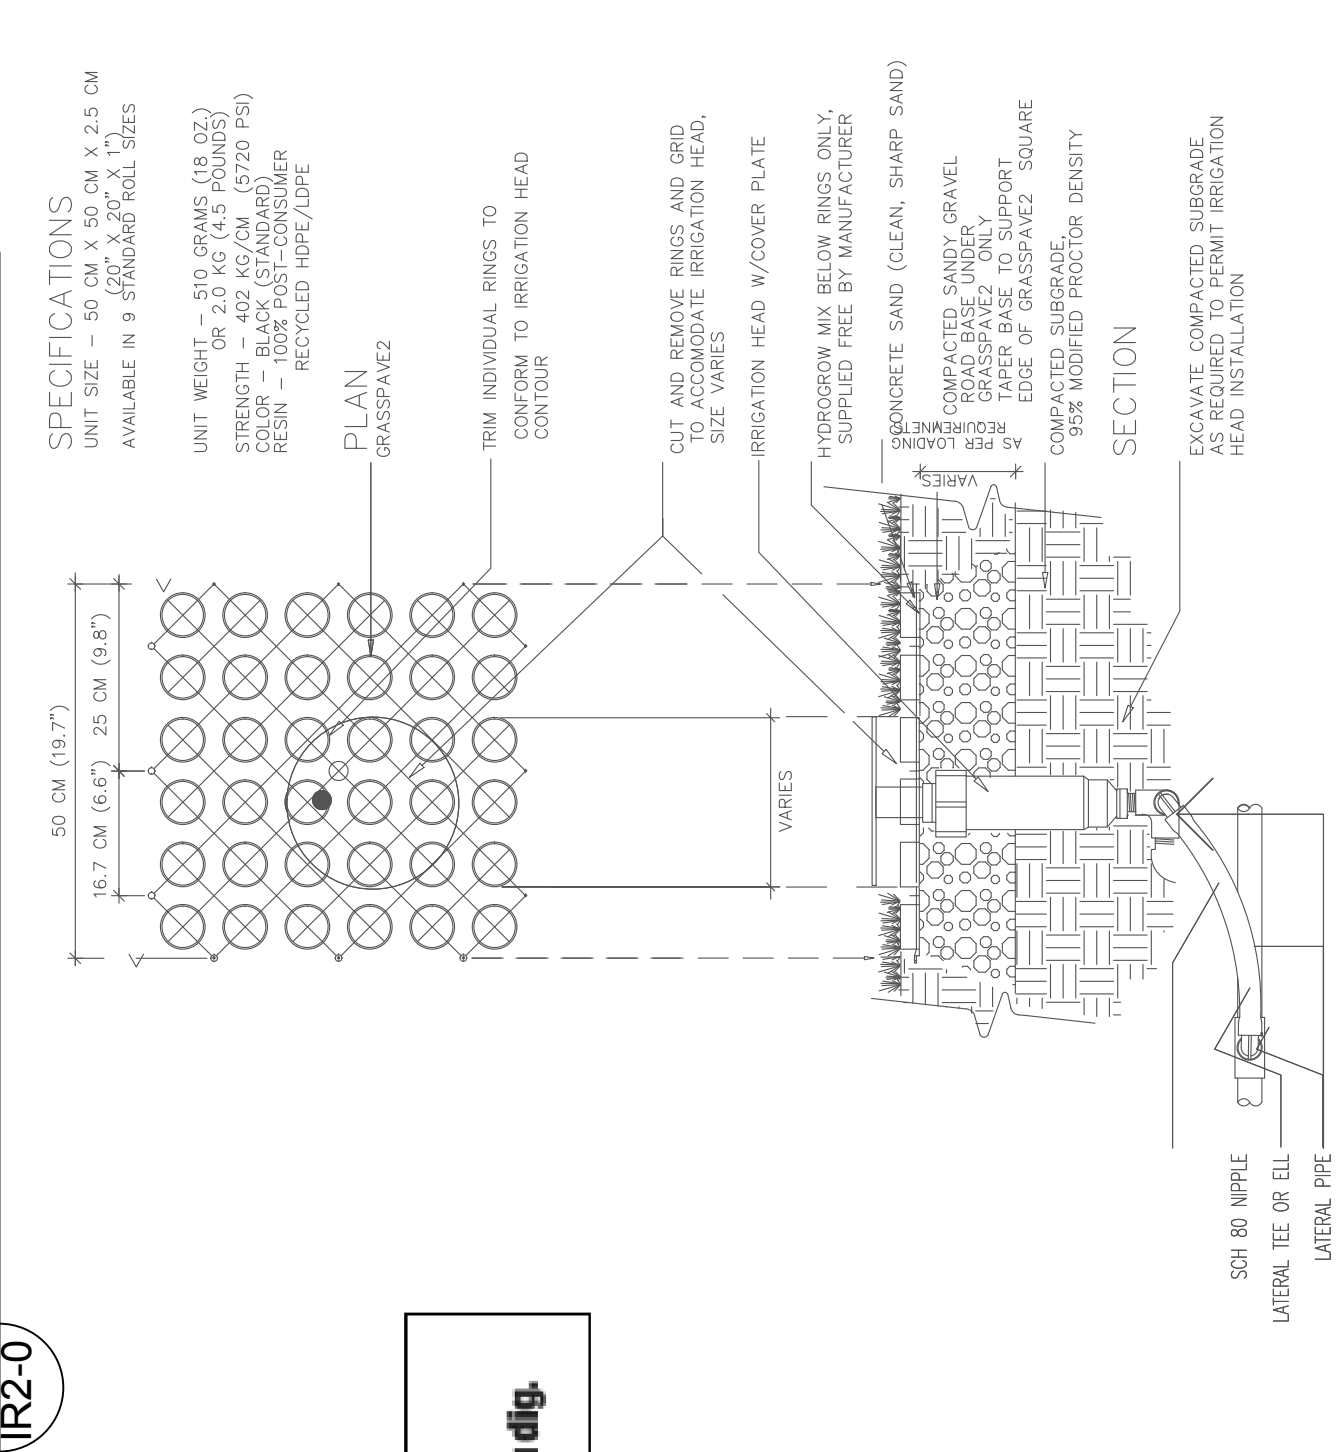 SPECIFICATIONS
UNIT SIZE – 50 CM X 50 CM X 2.5 CM
(20" X 20" X 1")
AVAILABLE IN 9 STANDARD ROLL SIZES
UNIT WEIGHT – 510 GRAMS (18 OZ.)
OR 2.0 KG (4.5 POUNDS)
STRENGTH – 402 KG/CM (5720 PSI)
COLOR – BLACK (STANDARD)
RESIN – 100% POST–CONSUMER
RECYCLED HDPE/LDPE
PLAN
GRASSPAVE2
TRIM INDIVIDUAL RINGS TO
CONFORM TO IRRIGATION HEAD
CONTOUR
CUT AND REMOVE RINGS AND GRID
TO ACCOMODATE IRRIGATION HEAD,
SIZE VARIES
IRRIGATION HEAD W/COVER PLATE
HYDROGROW MIX BELOW RINGS ONLY,
SUPPLIED FREE BY MANUFACTURER
CONCRETE SAND (CLEAN, SHARP SAND)
COMPACTED SANDY GRAVEL
ROAD BASE UNDER
GRASSPAVE2 ONLY
TAPER BASE TO SUPPORT
EDGE OF GRASSPAVE2 SQUARE
COMPACTED SUBGRADE,
95% MODIFIED PROCTOR DENSITY
SECTION
EXCAVATE COMPACTED SUBGRADE
AS REQUIRED TO PERMIT IRRIGATION
HEAD INSTALLATION
50 CM (19.7")
16.7 CM (6.6")
25 CM (9.8")
VARIES
VARIES
AS PER LOADING
REQUIREMNETS
SCH 80 NIPPLE
LATERAL TEE OR ELL
LATERAL PIPE
IR2-0
dig.